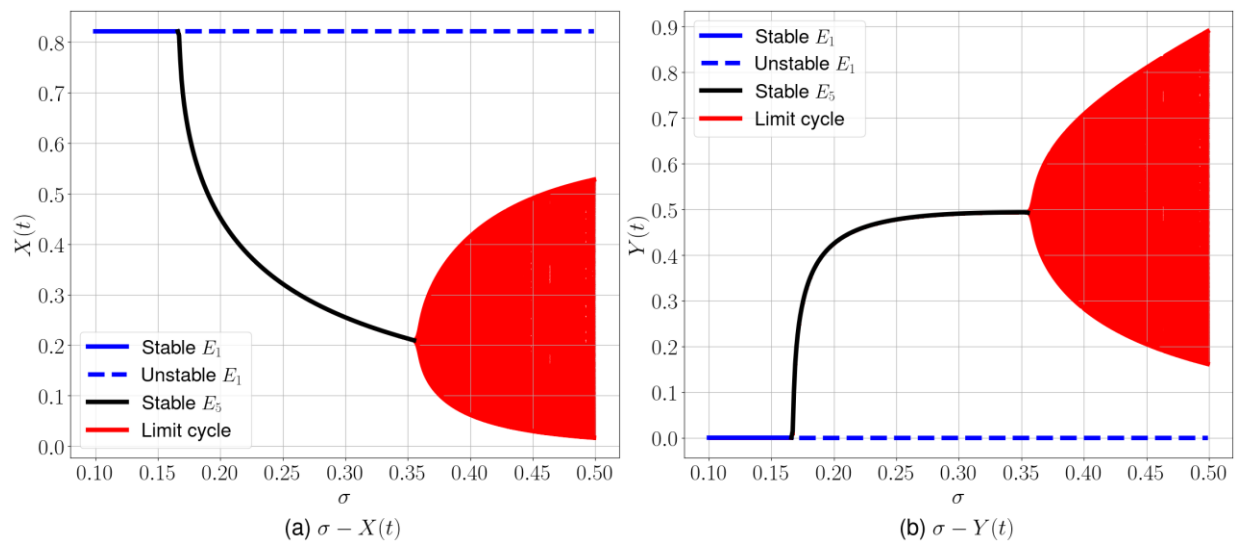 0.8
0.7
0.6
0.5
0.4
0.3
0.2
0.1
0.0
X(t)
Stable E₁
Unstable E₁
Stable E₅
Limit cycle
0.10 0.15 0.20 0.25 0.30 0.35 0.40 0.45 0.50
σ
(a) σ − X(t)
0.9
0.8
0.7
0.6
0.5
0.4
0.3
0.2
0.1
0.0
Y(t)
Stable E₁
Unstable E₁
Stable E₅
Limit cycle
0.10 0.15 0.20 0.25 0.30 0.35 0.40 0.45 0.50
σ
(b) σ − Y(t)